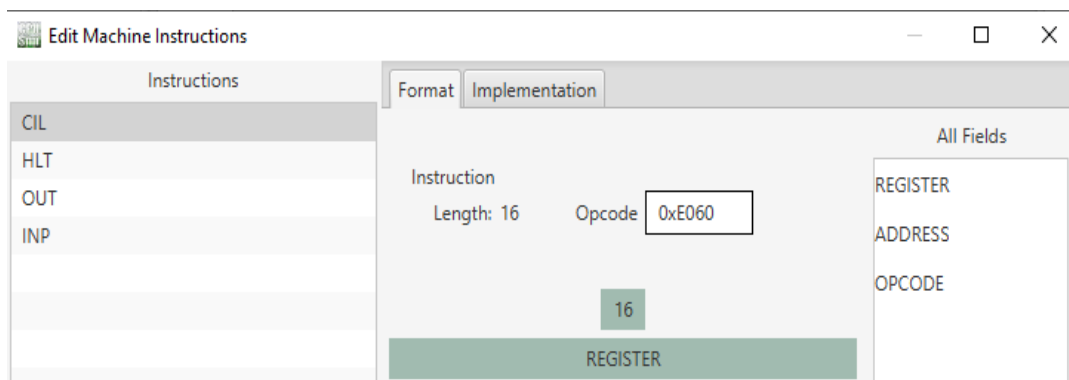 Edit Machine Instructions
Instructions
CIL
HLT
OUT
INP
Format Implementation
Instruction
Length: 16 Opcode 0xE060
16
REGISTER
All Fields
REGISTER
ADDRESS
OPCODE